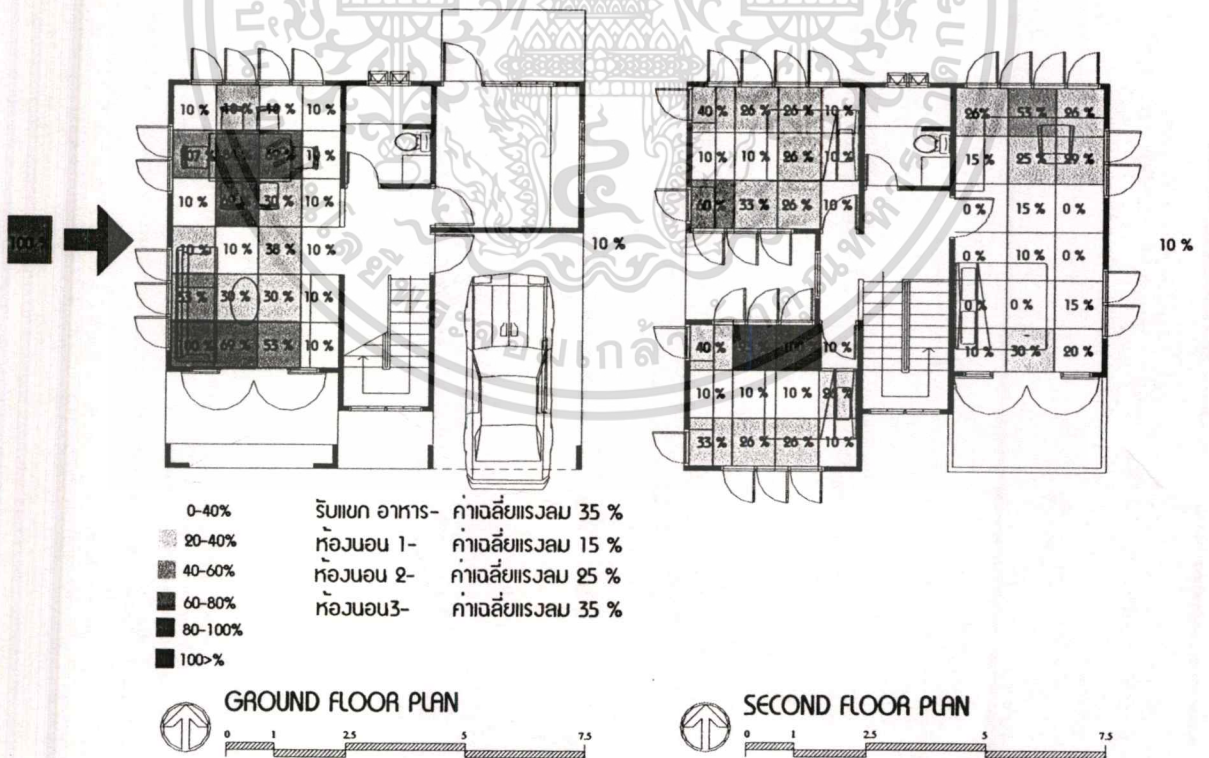 10 % 10 %
10 %
10 %
10 % 30 %
10 % 38 % 10 %
30 % 30 % 10 %
69 % 53 % 10 %
100 %
10 %
40 % 26 % 26 % 10 %
10 % 10 % 26 % 10 %
60 % 33 % 26 % 10 %
40 % 10 %
10 % 10 % 10 %
33 % 26 % 26 % 10 %
26% 53 % 26 %
15 % 25 % 29 %
0 % 15 % 0 %
0 % 10 % 0 %
0 % 0 % 15 %
10 % 30 % 20 %
10 %
0-40%
20-40%
40-60%
60-80%
80-100%
100>%
รับแขก อาหาร- ค่าเฉลี่ยแรงลม 35 %
ห้องนอน 1- ค่าเฉลี่ยแรงลม 15 %
ห้องนอน 2- ค่าเฉลี่ยแรงลม 25 %
ห้องนอน3- ค่าเฉลี่ยแรงลม 35 %
GROUND FLOOR PLAN
0 1 2.5 5 7.5
SECOND FLOOR PLAN
0 1 2.5 5 7.5